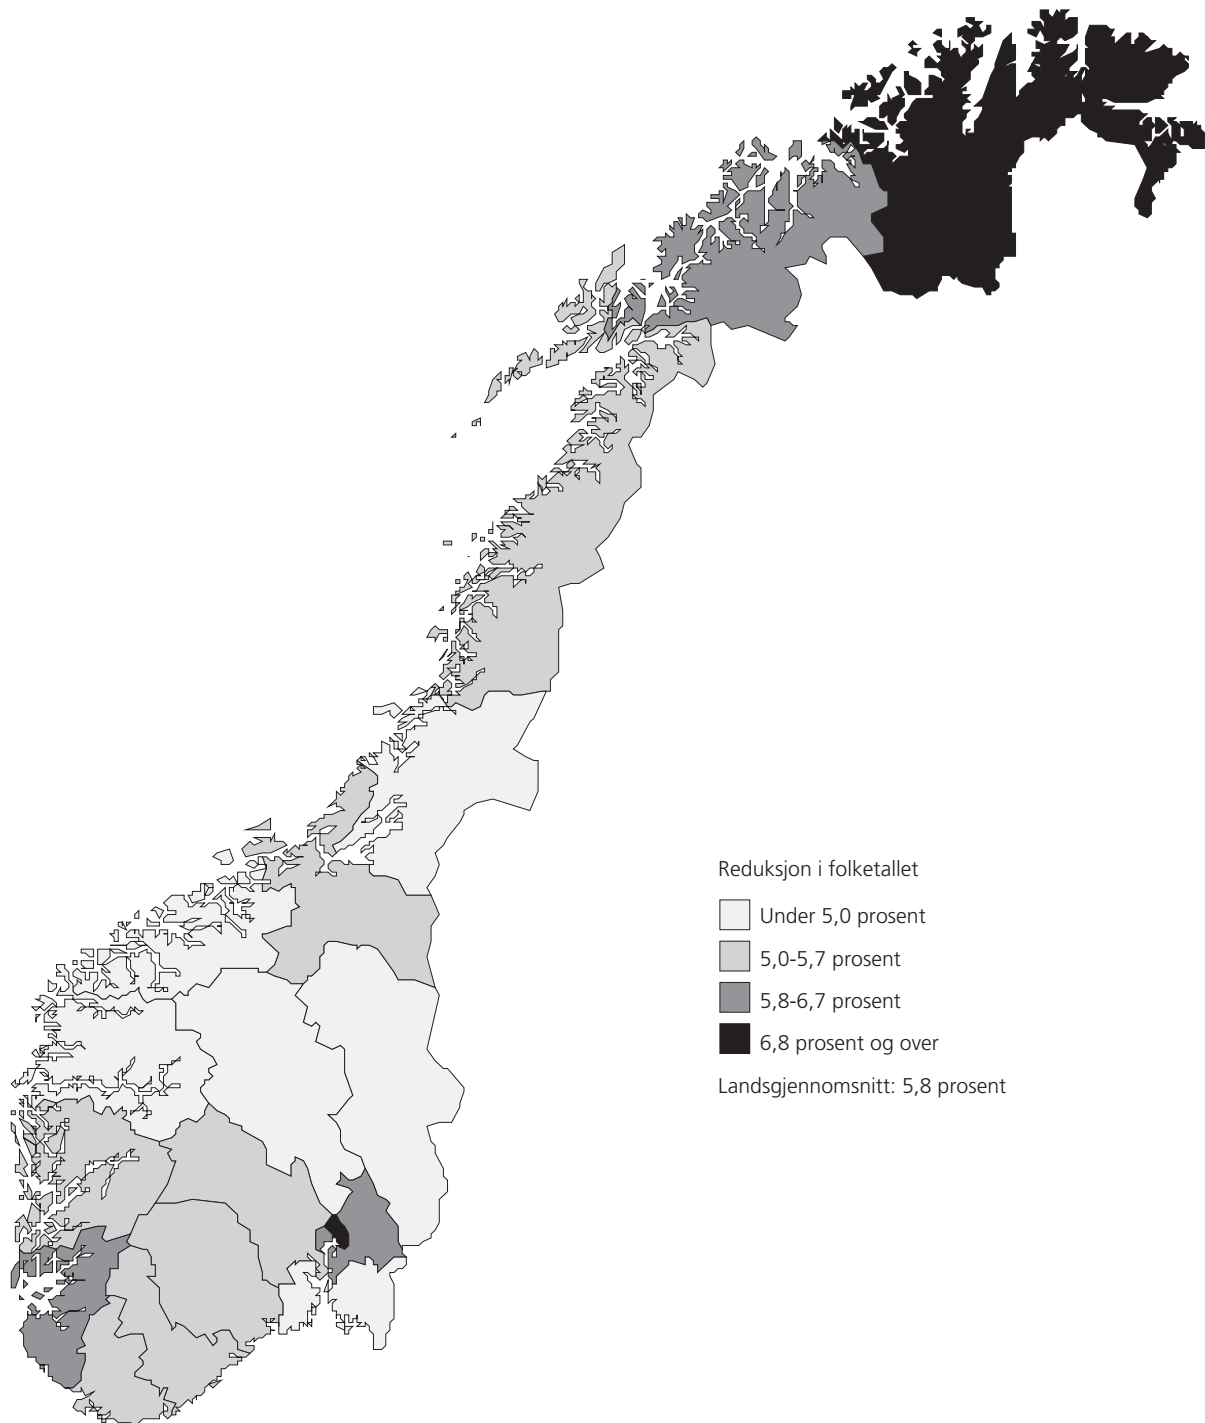 Reduksjon i folketallet
Under 5,0 prosent
5,0-5,7 prosent
5,8-6,7 prosent
6,8 prosent og over
Landsgjennomsnitt: 5,8 prosent